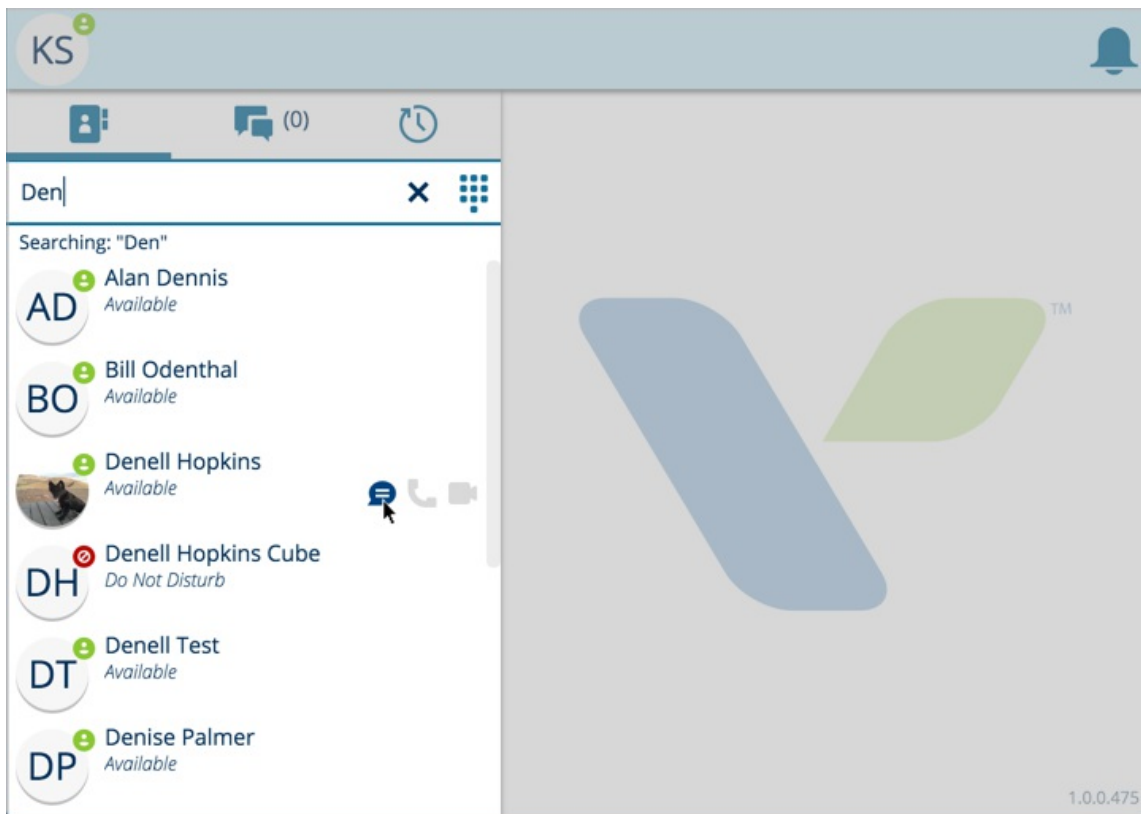 KS
(0)
Den
Searching: "Den"
AD
Alan Dennis
Available
BO
Bill Odenthal
Available
Denell Hopkins
Available
DH
Denell Hopkins Cube
Do Not Disturb
DT
Denell Test
Available
DP
Denise Palmer
Available
TM
1.0.0.475